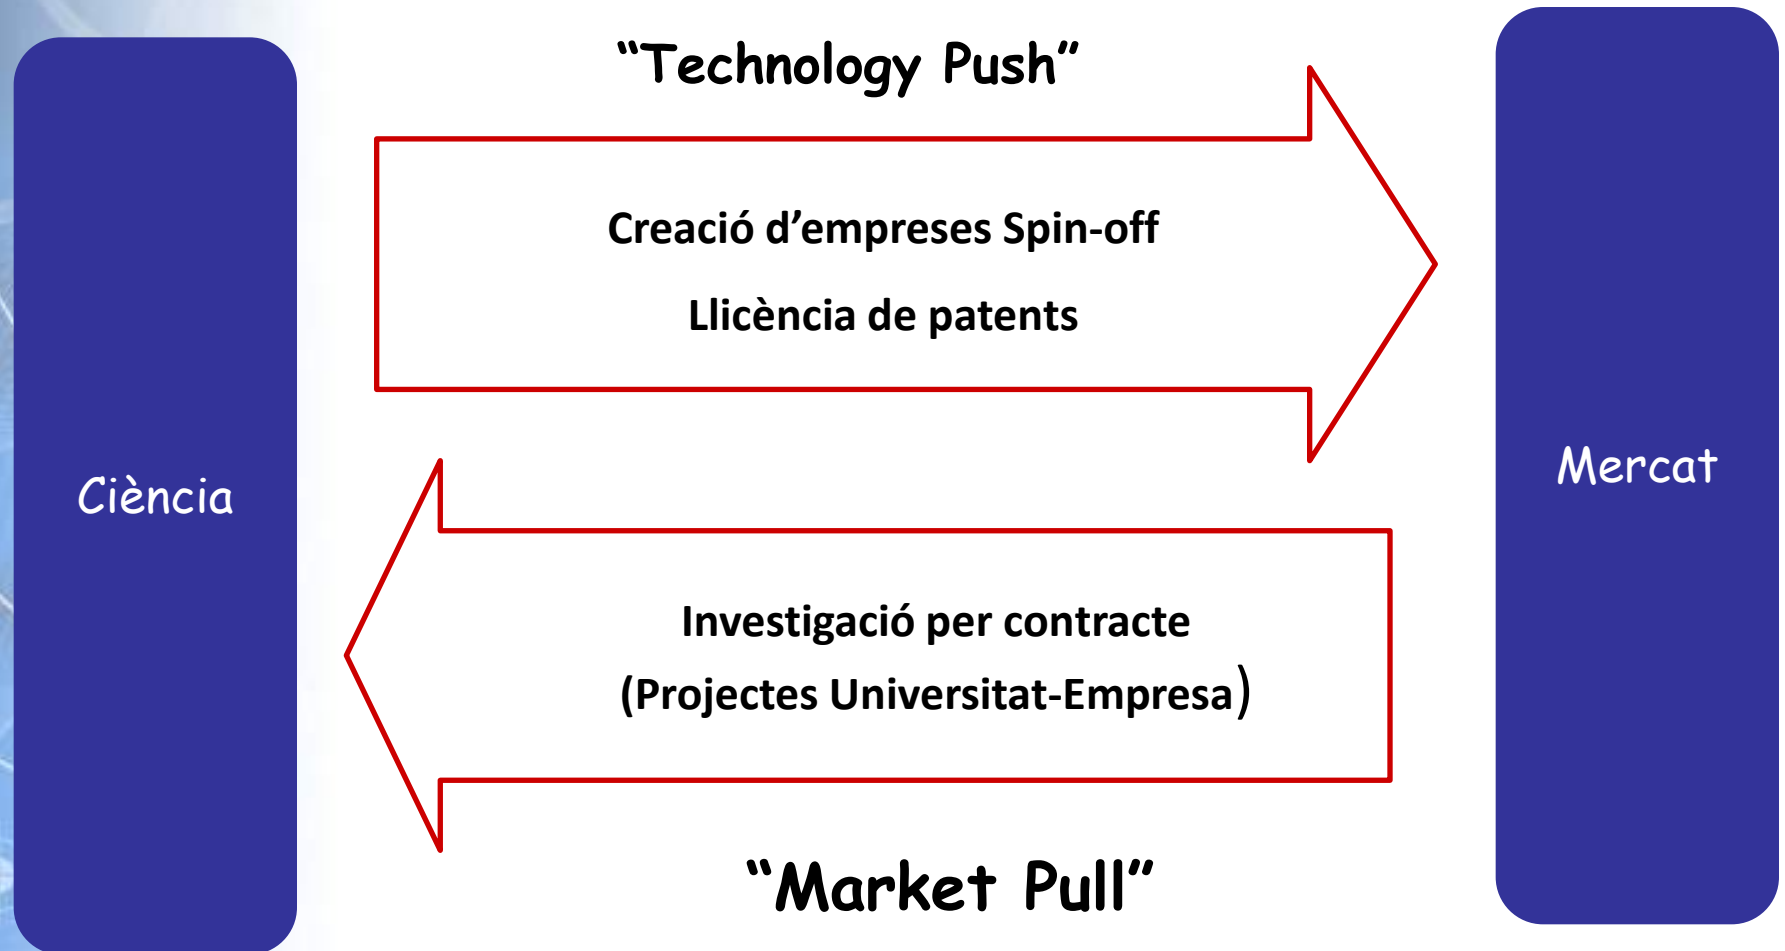 “Technology Push”
Creació d’empreses Spin-off
Llicència de patents
Ciència
Mercat
Investigació per contracte
(Projectes Universitat-Empresa)
“Market Pull”